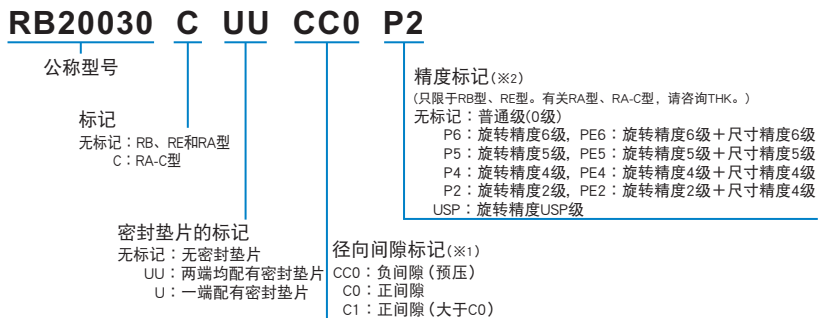 RB20030 C UU CC0 P2
公称型号
标记
无标记：RB、RE和RA型
C：RA-C型
密封垫片的标记
无标记：无密封垫片
UU：两端均配有密封垫片
U：一端配有密封垫片
径向间隙标记(※1)
CC0：负间隙(预压)
C0：正间隙
C1：正间隙(大于C0)
精度标记(※2)
(只限于RB型、RE型。有关RA型、RA-C型，请咨询THK。)
无标记：普通级(0级)
P6：旋转精度6级, PE6：旋转精度6级＋尺寸精度6级
P5：旋转精度5级, PE5：旋转精度5级＋尺寸精度5级
P4：旋转精度4级, PE4：旋转精度4级＋尺寸精度4级
P2：旋转精度2级, PE2：旋转精度2级＋尺寸精度4级
USP：旋转精度USP级